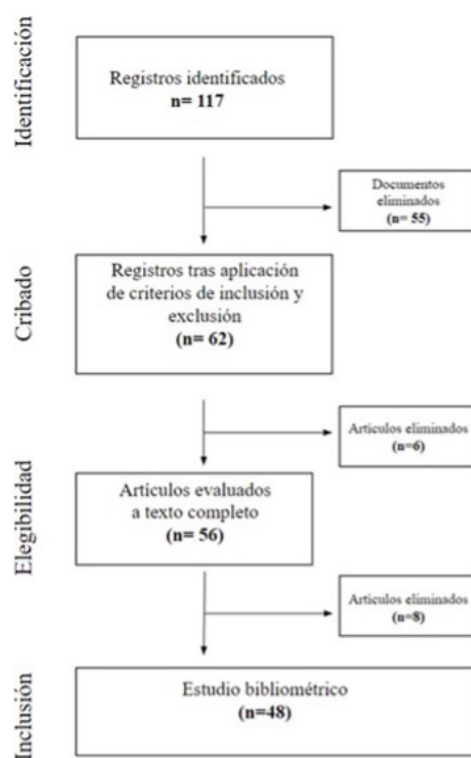 Identificación
Registros identificados
n= 117
Documentos
eliminados
(n= 55)
Cribado
Registros tras aplicación
de criterios de inclusión y
exclusión
(n= 62)
Artículos eliminados
(n=6)
Elegibilidad
Artículos evaluados
a texto completo
(n= 56)
Artículos eliminados
(n=8)
Inclusión
Estudio bibliométrico
(n=48)